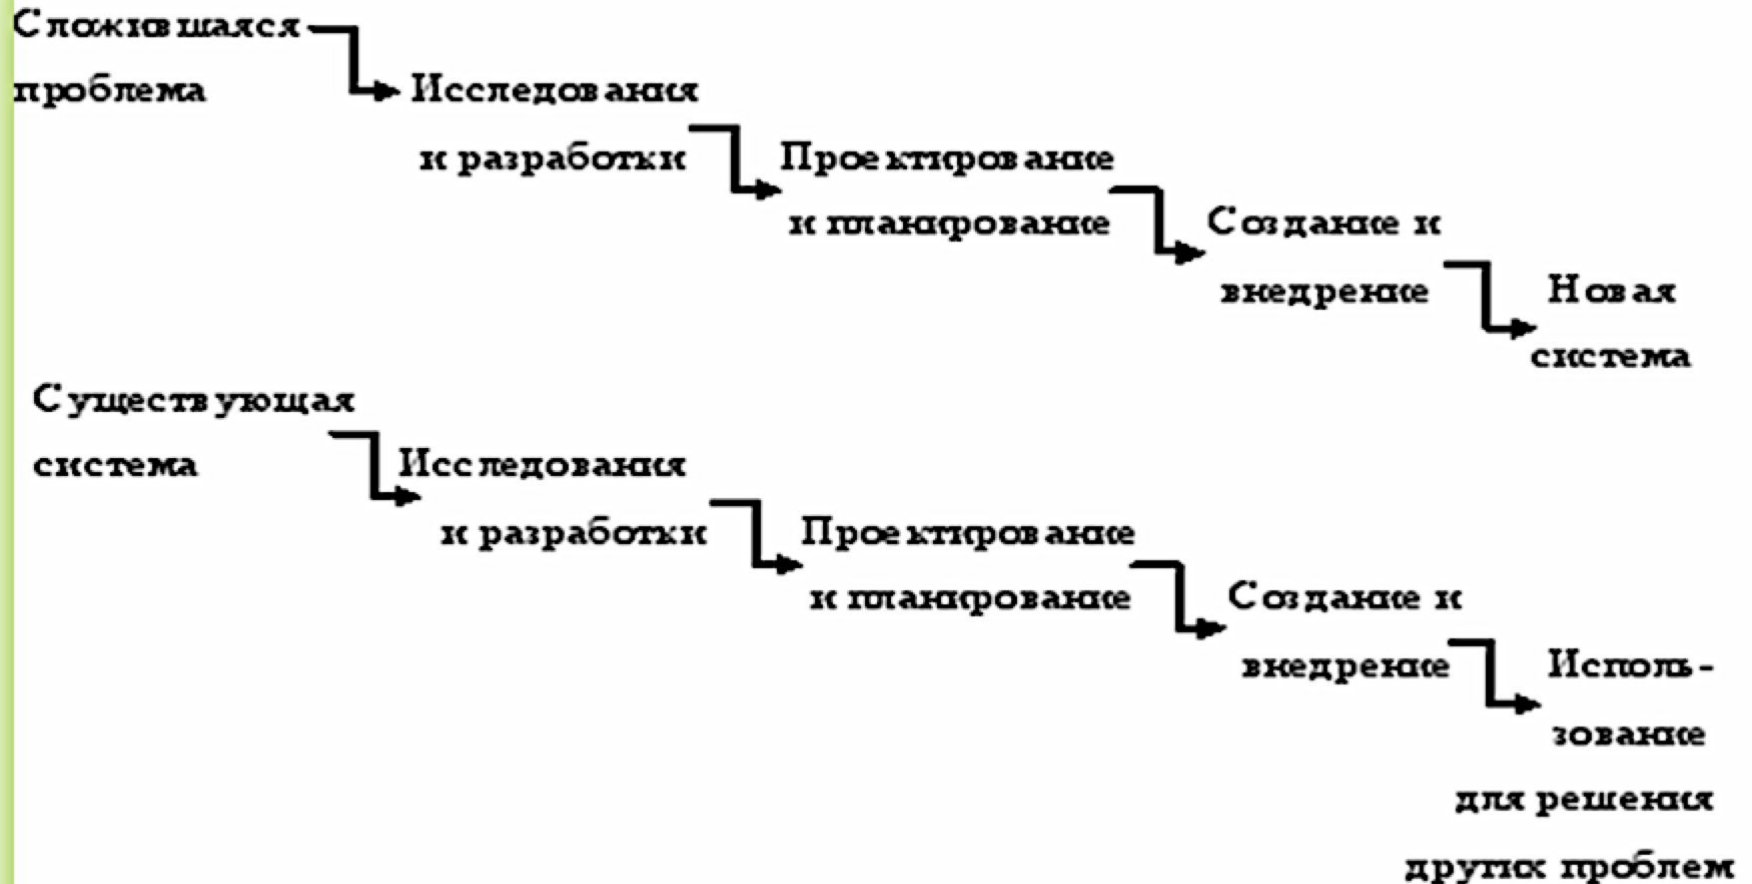 Сложившаяся
проблема
Исследования
и разработки
Проектирование
и планирование
Создание и
внедрение
Новая
система
Существующая
система
Исследования
и разработки
Проектирование
и планирование
Создание и
внедрение
Исполь-
зование
для решения
других проблем